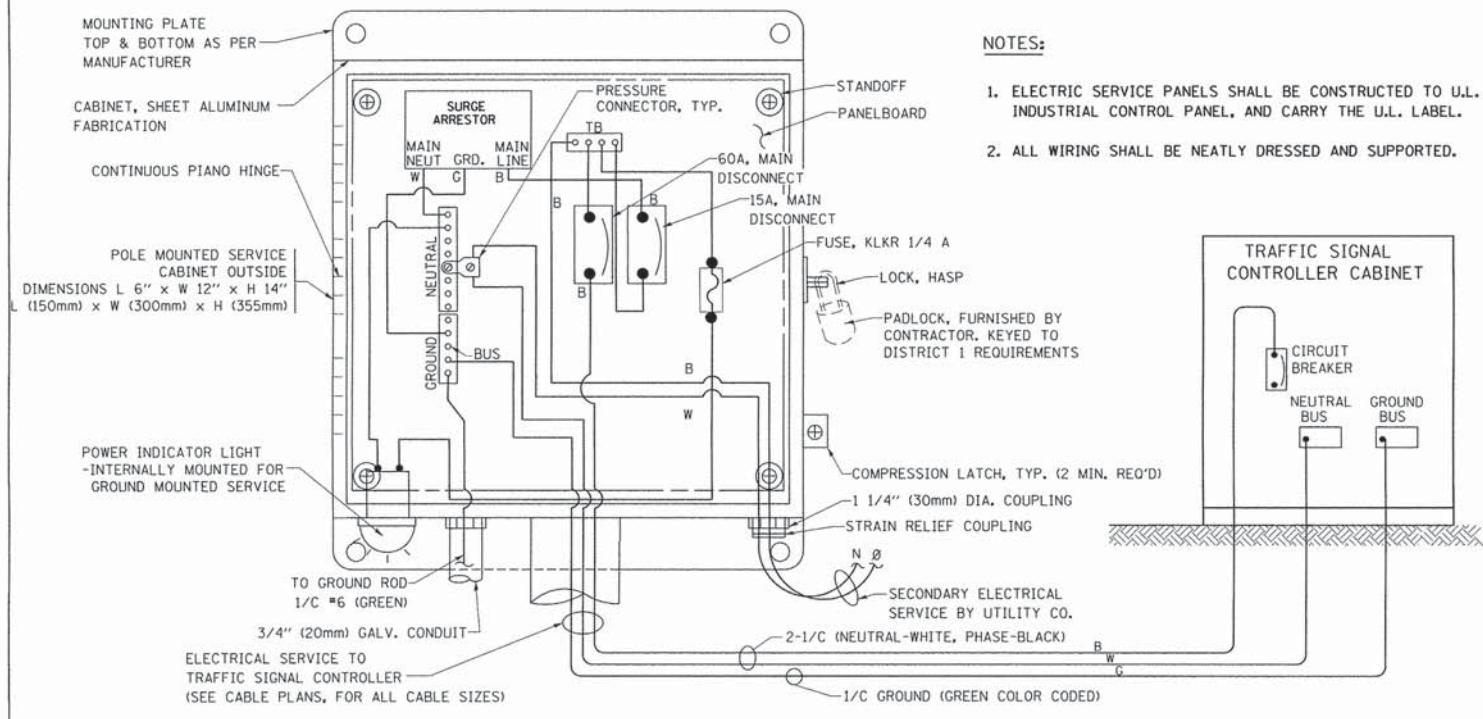 MOUNTING PLATE
TOP & BOTTOM AS PER
MANUFACTURER
CABINET, SHEET ALUMINUM
FABRICATION
CONTINUOUS PIANO HINGE
POLE MOUNTED SERVICE
CABINET OUTSIDE
DIMENSIONS L 6" x W 12" x H 14"
L (150mm) x W (300mm) x H (355mm)
POWER INDICATOR LIGHT
-INTERNALLY MOUNTED FOR
GROUND MOUNTED SERVICE
SURGE
ARRESTOR
MAIN
NEUT
GRD.
MAIN
LINE
W
G
B
PRESSURE
CONNECTOR, TYP.
TB
STANDOFF
PANELBOARD
60A, MAIN
DISCONNECT
15A, MAIN
DISCONNECT
B
B
B
FUSE, KLKR 1/4 A
LOCK, HASP
PADLOCK, FURNISHED BY
CONTRACTOR, KEYED TO
DISTRICT 1 REQUIREMENTS
NEUTRAL
GROUND
BUS
B
W
COMPRESSION LATCH, TYP. (2 MIN. REQ'D)
1 1/4" (30mm) DIA. COUPLING
STRAIN RELIEF COUPLING
N Ø
SECONDARY ELECTRICAL
SERVICE BY UTILITY CO.
TO GROUND ROD
1/C #6 (GREEN)
3/4" (20mm) GALV. CONDUIT
ELECTRICAL SERVICE TO
TRAFFIC SIGNAL CONTROLLER
(SEE CABLE PLANS, FOR ALL CABLE SIZES)
2-1/C (NEUTRAL-WHITE, PHASE-BLACK)
B
W
G
1/C GROUND (GREEN COLOR CODED)
NOTES:
1. ELECTRIC SERVICE PANELS SHALL BE CONSTRUCTED TO U.L.
INDUSTRIAL CONTROL PANEL, AND CARRY THE U.L. LABEL.
2. ALL WIRING SHALL BE NEATLY DRESSED AND SUPPORTED.
TRAFFIC SIGNAL
CONTROLLER CABINET
CIRCUIT
BREAKER
NEUTRAL
BUS
GROUND
BUS